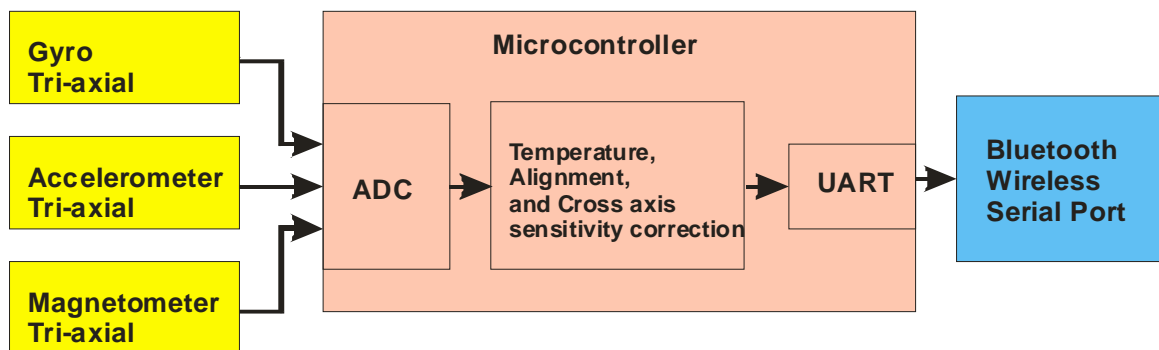 Gyro
Tri-axial
Accelerometer
Tri-axial
Magnetometer
Tri-axial
Microcontroller
ADC
Temperature,
Alignment,
and Cross axis
sensitivity correction
UART
Bluetooth
Wireless
Serial Port